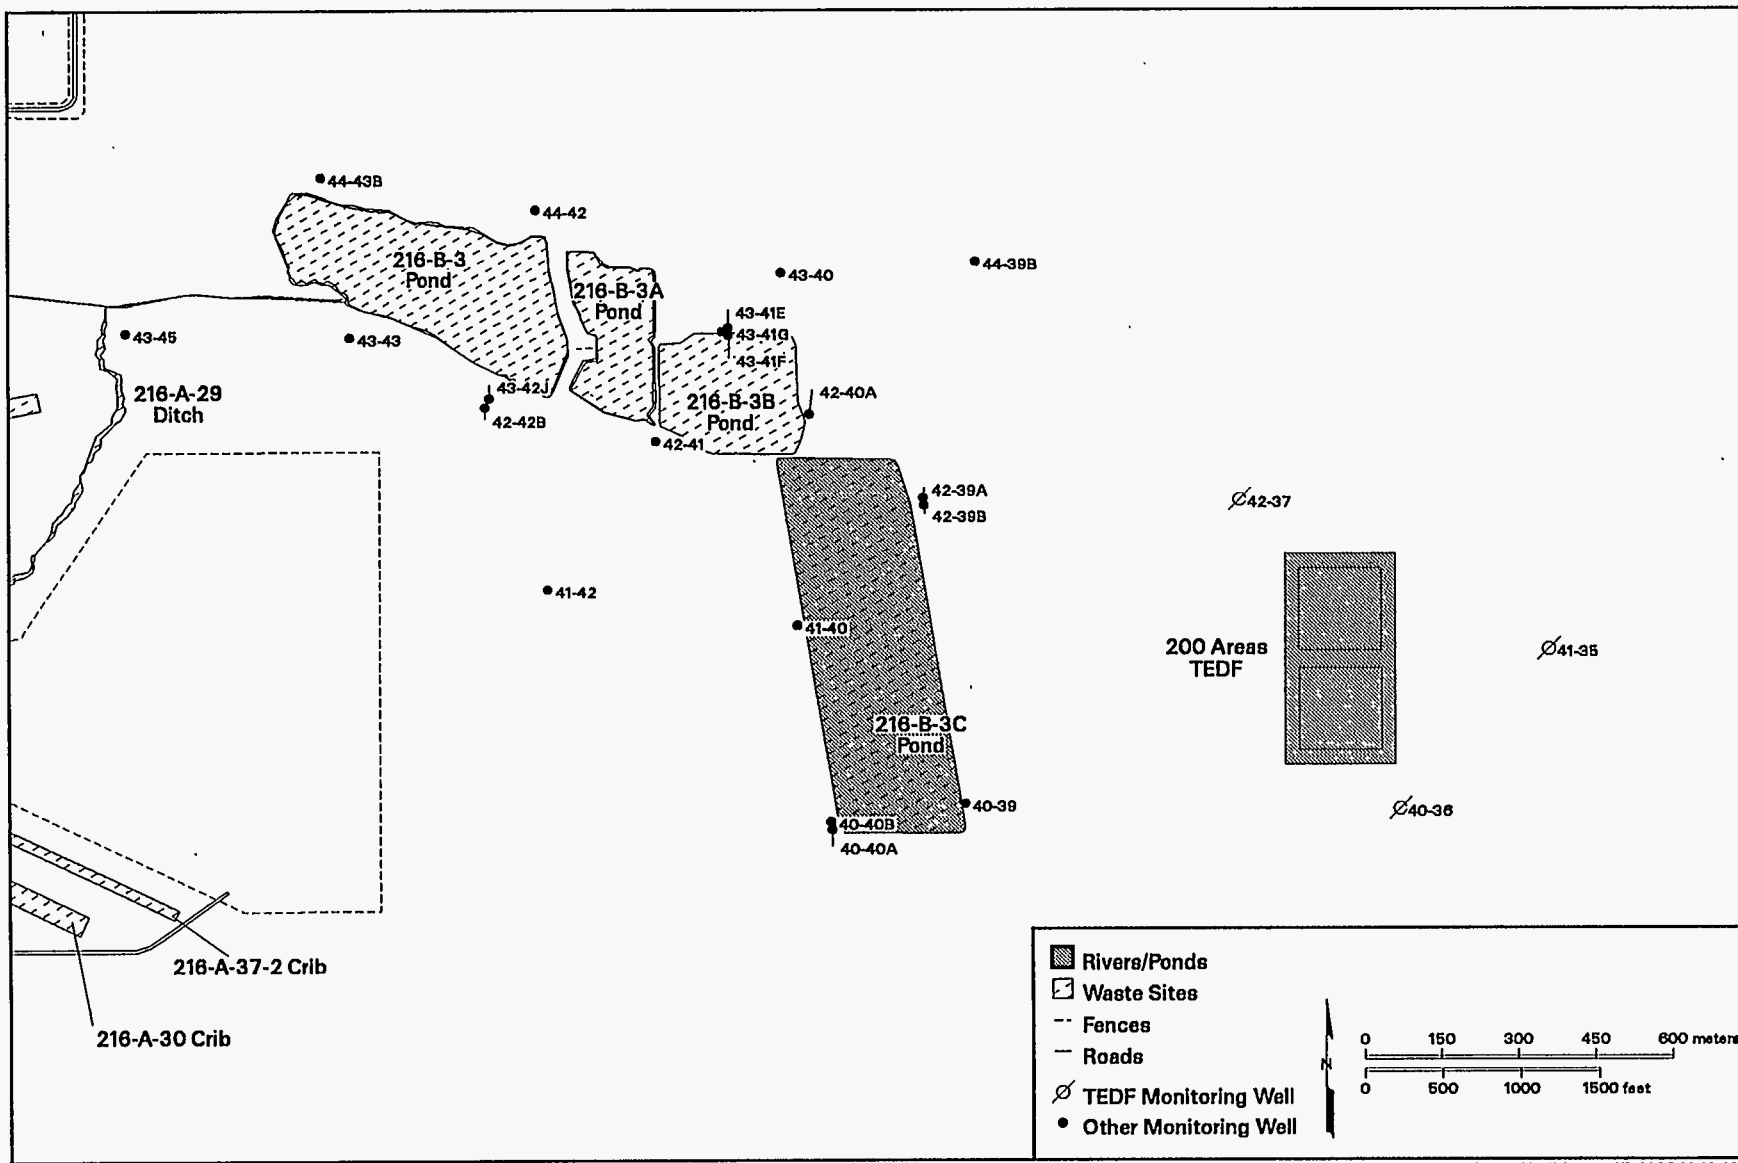 44-43B
44-42
216-B-3
Pond
43-40
44-39B
216-B-3A
Pond
43-41E
43-41G
43-41F
43-45
43-43
216-A-29
Ditch
43-42J
42-42B
216-B-3B
Pond
42-40A
42-41
42-39A
42-39B
42-37
41-42
41-40
200 Areas
TEDF
41-35
216-B-3C
Pond
40-39
40-36
40-40B
40-40A
216-A-37-2 Crib
216-A-30 Crib
Rivers/Ponds
Waste Sites
Fences
Roads
TEDF Monitoring Well
Other Monitoring Well
N
0 150 300 450 600 meters
0 500 1000 1500 feet